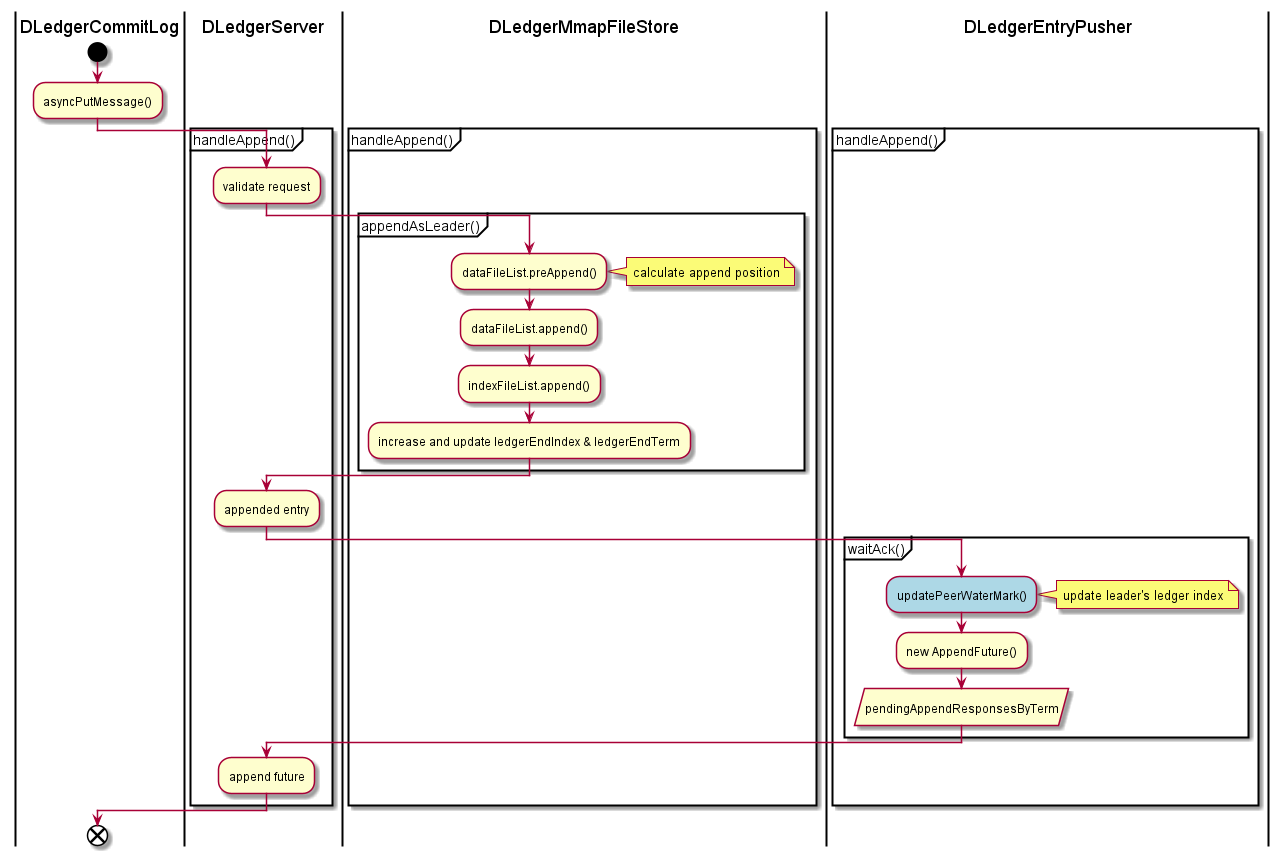 DLedgerCommitLog
DLedgerServer
DLedgerMmapFileStore
DLedgerEntryPusher
asyncPutMessage()
handleAppend()
handleAppend()
handleAppend()
validate request
appendAsLeader()
dataFileList.preAppend()
calculate append position
dataFileList.append()
indexFileList.append()
increase and update ledgerEndIndex & ledgerEndTerm
appended entry
waitAck()
updatePeerWaterMark()
update leader's ledger index
new AppendFuture()
pendingAppendResponsesByTerm
append future